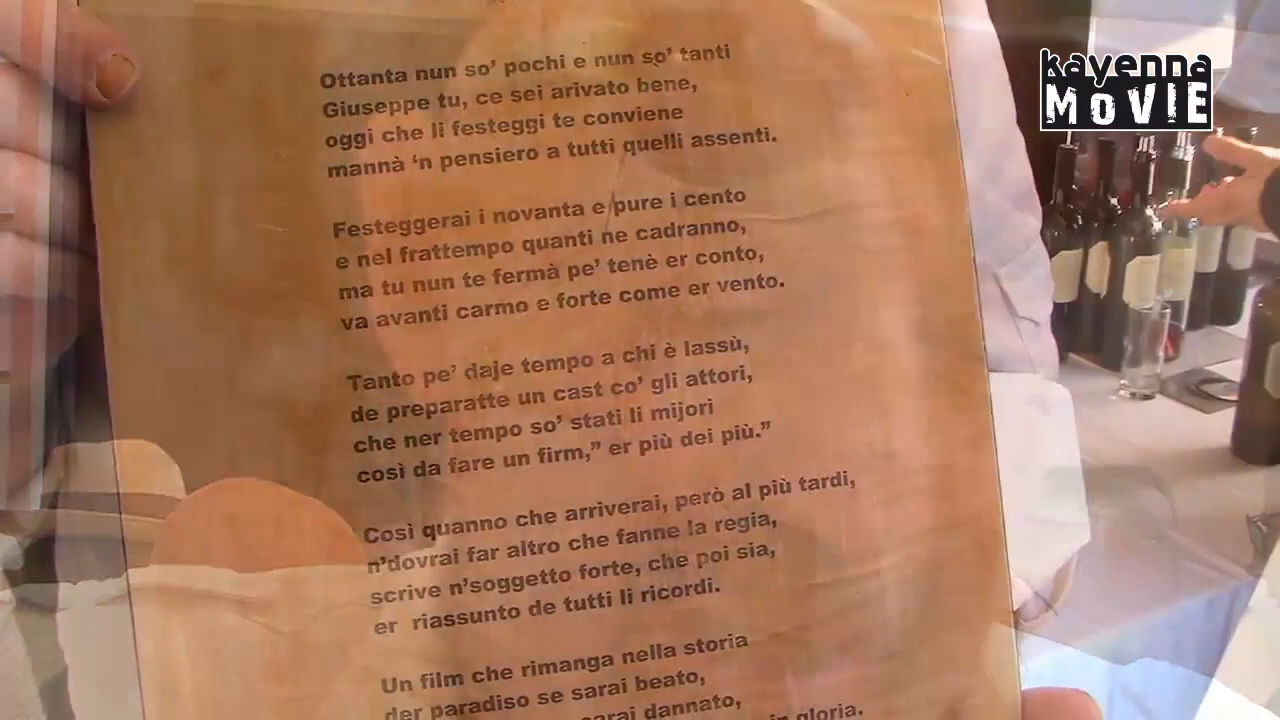 kayenna
MOVIE
Ottanta nun so’ pochi e nun so’ tanti
Giuseppe tu, ce sei arivato bene,
oggi che li festeggi te conviene
mannà ‘n pensiero a tutti quelli assenti.
Festeggerai i novanta e pure i cento
e nel frattempo quanti ne cadranno,
ma tu nun te fermà pe’ tenè er conto,
va avanti carmo e forte come er vento.
Tanto pe’ daje tempo a chi è lassù,
de preparatte un cast co’ gli attori,
che ner tempo so’ stati li mijori
così da fare un firm,” er più dei più.”
Così quanno che arriverai, però al più tardi,
n’dovrai far altro che fanne la regia,
scrive n’soggetto forte, che poi sia,
er riassunto de tutti li ricordi.
Un film che rimanga nella storia
der paradiso se sarai beato,
sarai dannato,
in gloria.